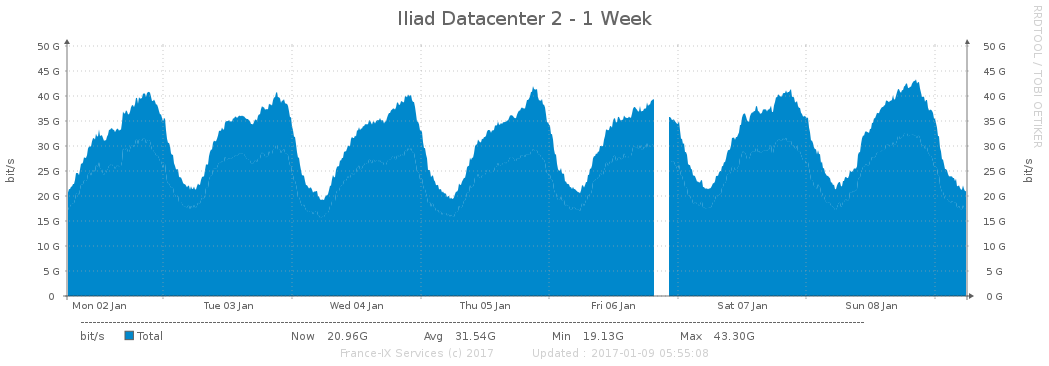 Iliad Datacenter 2 - 1 Week
RRDTOOL / TOBI OETIKER
50 G 50 G
45 G 45 G
40 G 40 G
35 G 35 G
30 G 30 G
25 G 25 G
20 G 20 G
15 G 15 G
10 G 10 G
5 G 5 G
0 0 G
bit/s bit/s
Mon 02 Jan Tue 03 Jan Wed 04 Jan Thu 05 Jan Fri 06 Jan Sat 07 Jan Sun 08 Jan
bit/s Total Now 20.96G Avg 31.54G Min 19.13G Max 43.30G
France-IX Services (c) 2017 Updated : 2017-01-09 05:55:08